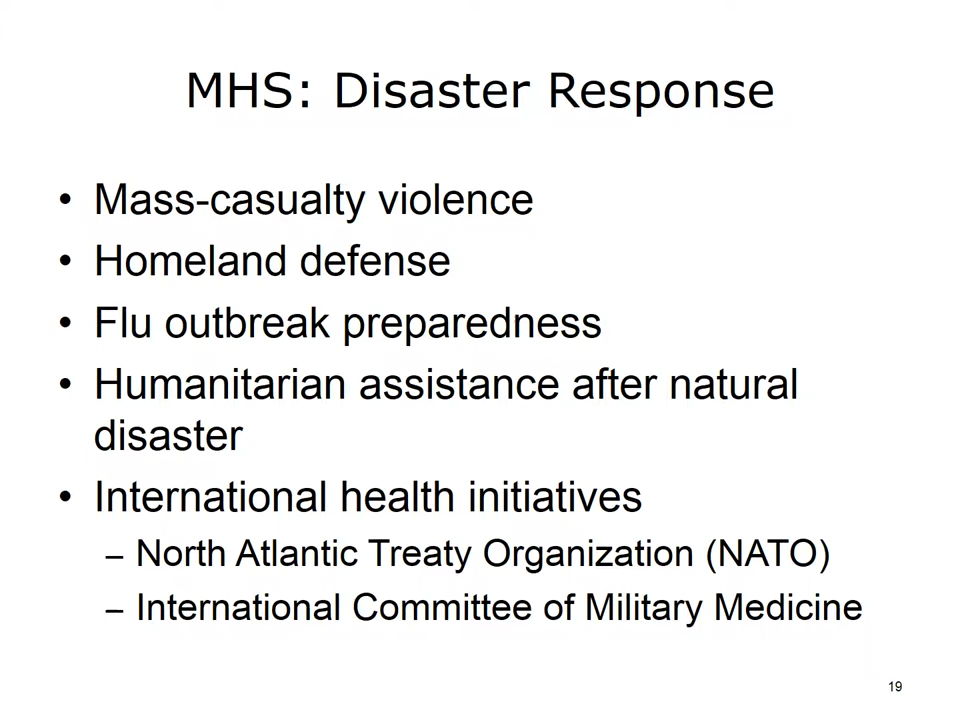 MHS: Disaster Response
• Mass-casualty violence
• Homeland defense
• Flu outbreak preparedness
• Humanitarian assistance after natural
disaster
• International health initiatives
– North Atlantic Treaty Organization (NATO)
– International Committee of Military Medicine
19